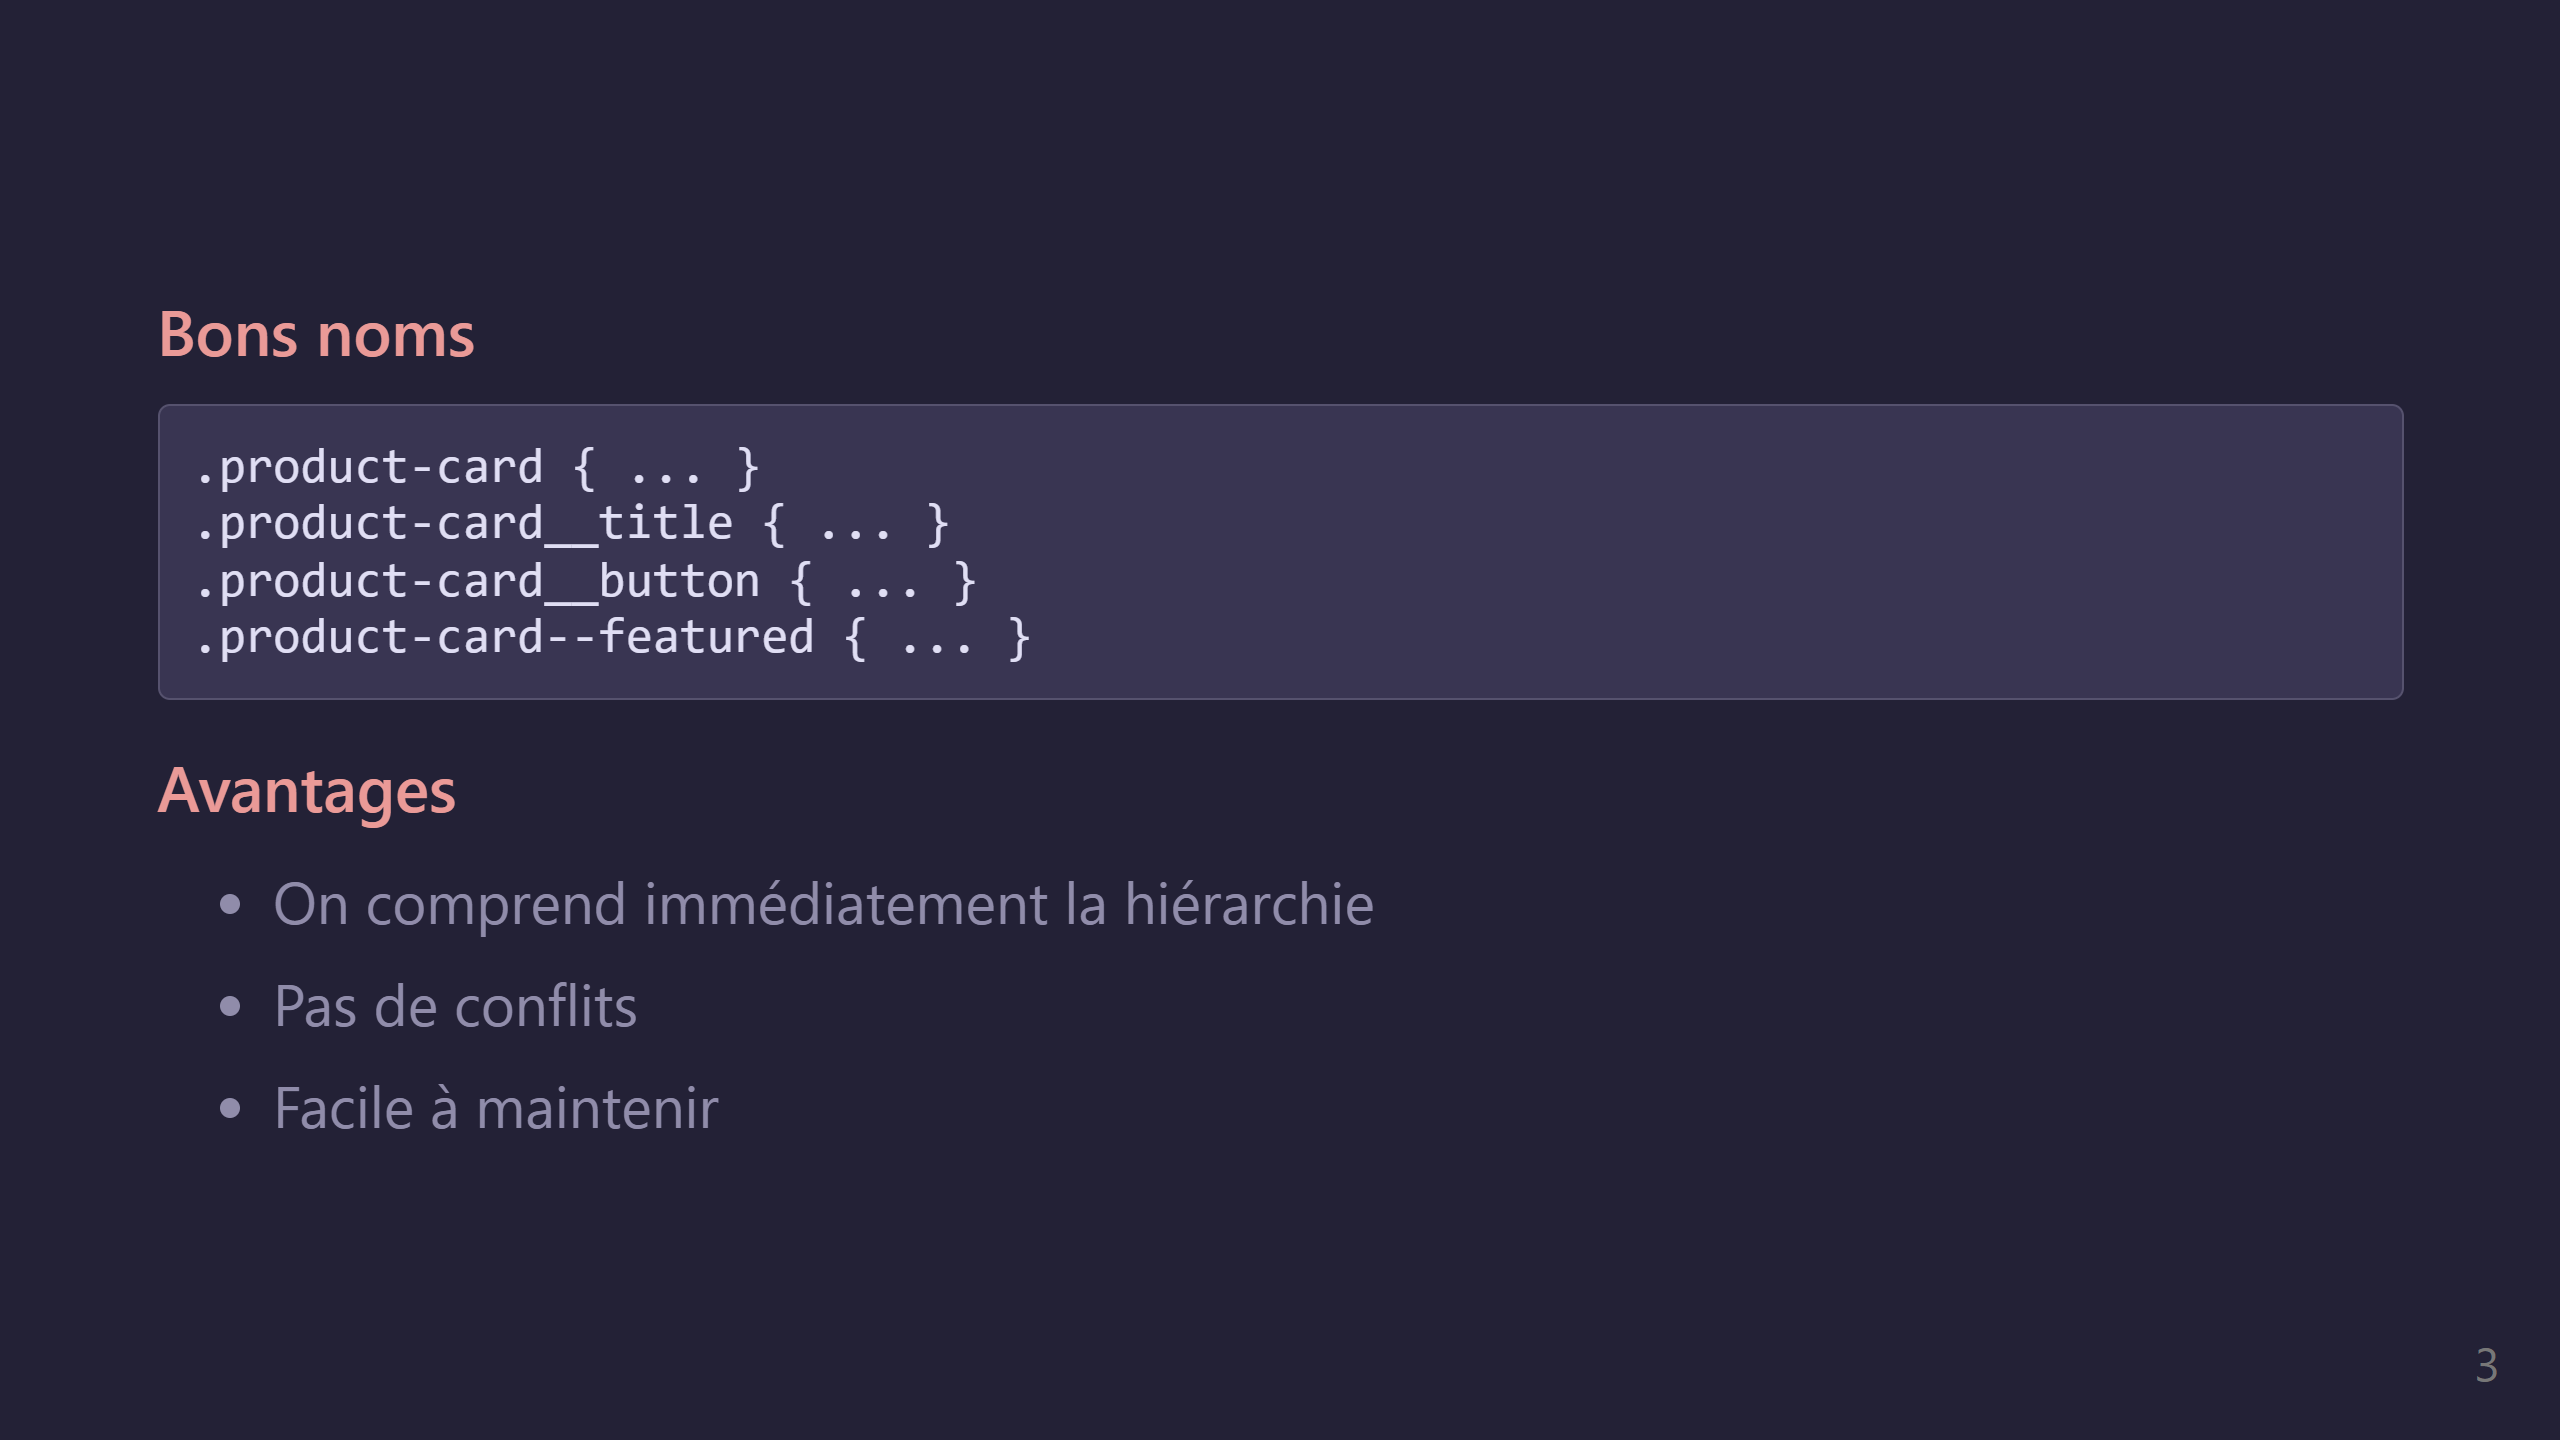 Bons noms
.product-card { ... }
.product-card__title { ... }
.product-card__button { ... }
.product-card--featured { ... }
Avantages
• On comprend immédiatement la hiérarchie
• Pas de conflits
• Facile à maintenir
3